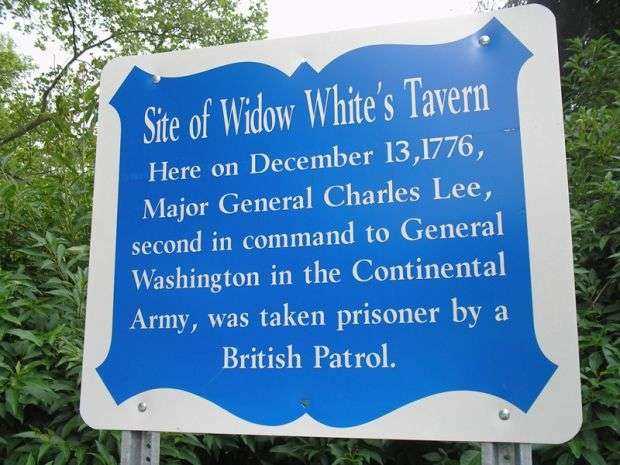 Site of Widow White's Tavern
Here on December 13,1776,
Major General Charles Lee,
second in command to General
Washington in the Continental
Army, was taken prisoner by a
British Patrol.